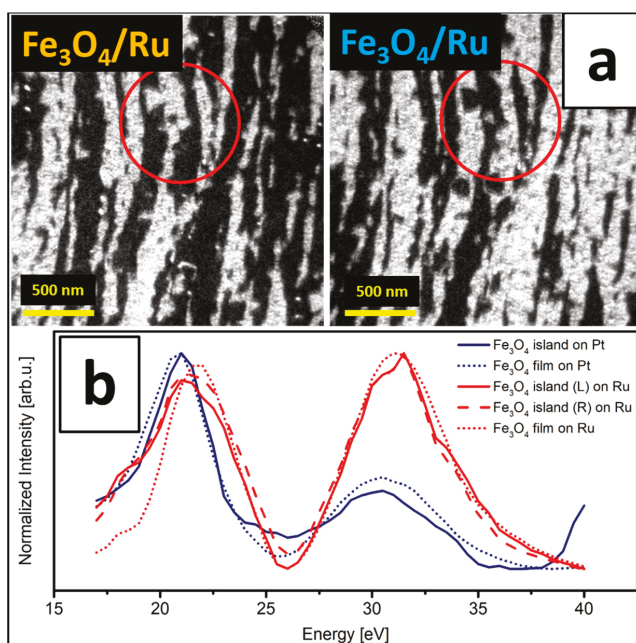 Fe₃O₄/Ru
Fe₃O₄/Ru
a
500 nm
500 nm
b
Fe₃O₄ island on Pt
Fe₃O₄ film on Pt
Fe₃O₄ island (L) on Ru
Fe₃O₄ island (R) on Ru
Fe₃O₄ film on Ru
Normalized Intensity [arb.u.]
15 20 25 30 35 40
Energy [eV]